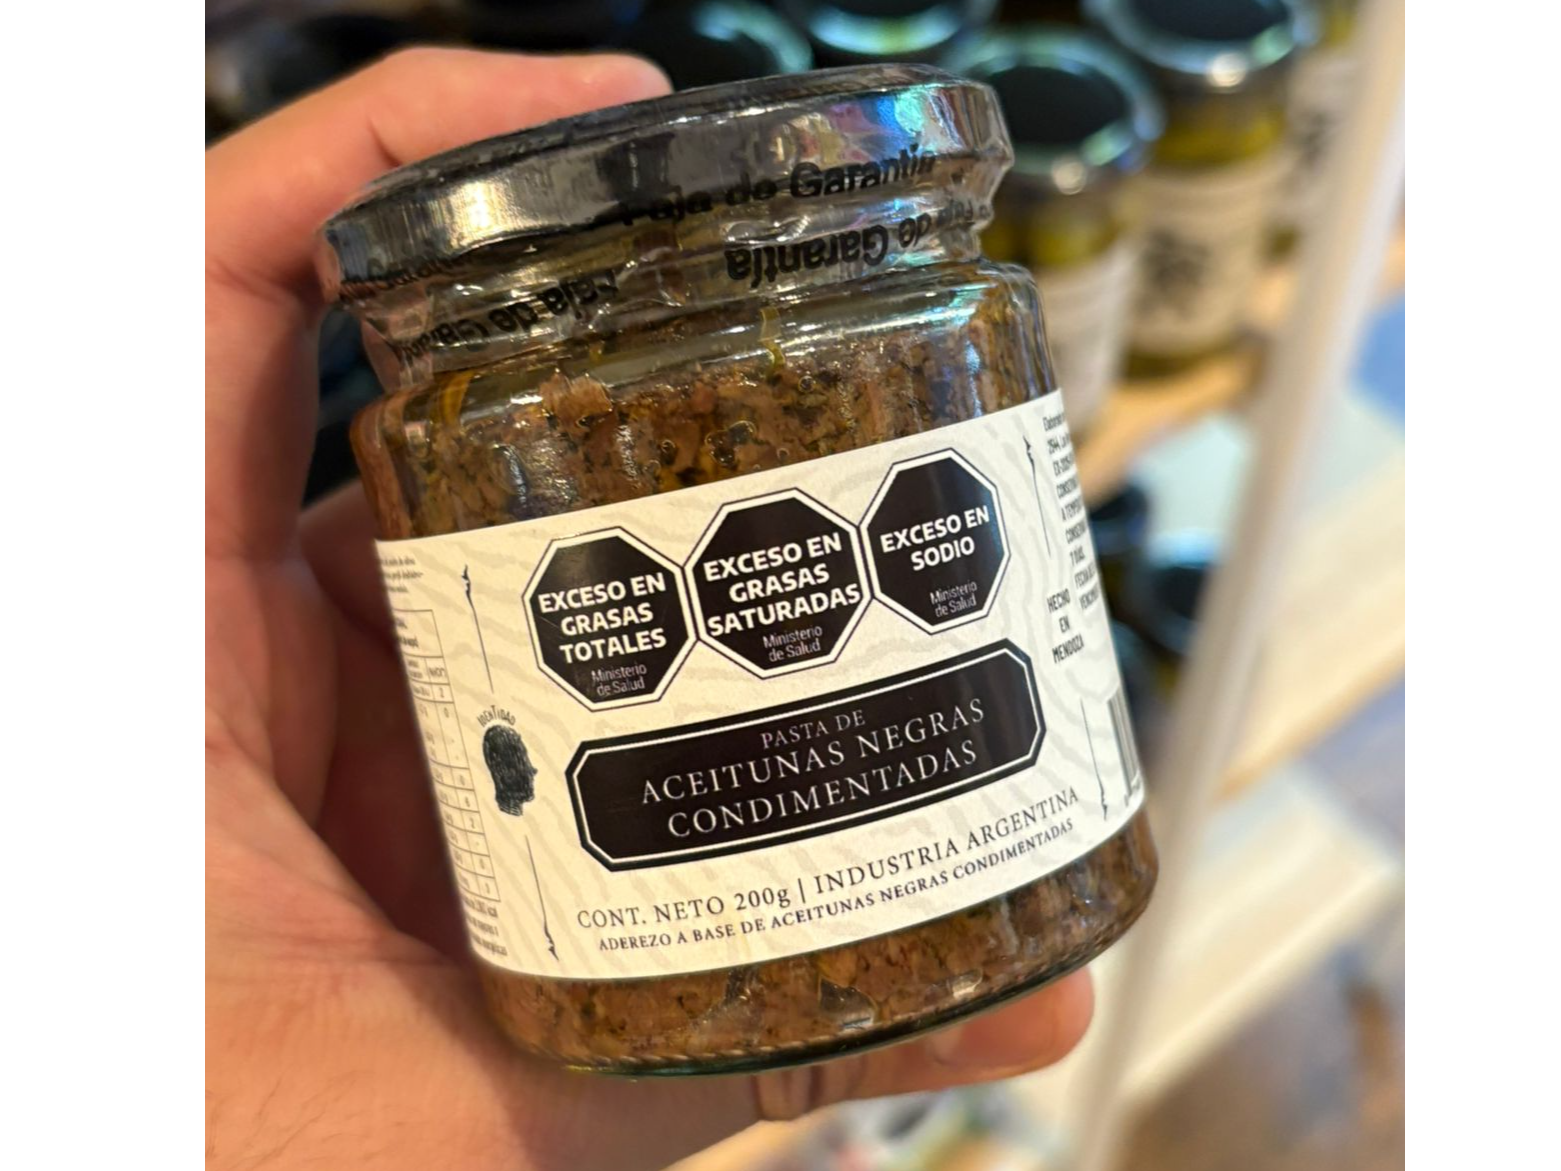 Faja de Garantía
de Garantía
Faja de
EXCESO EN
GRASAS
TOTALES
Ministerio
de Salud
EXCESO EN
GRASAS
SATURADAS
Ministerio
de Salud
EXCESO EN
SODIO
Ministerio
de Salud
IDENTIDAD
PASTA DE
ACEITUNAS NEGRAS
CONDIMENTADAS
CONT. NETO 200g | INDUSTRIA ARGENTINA
ADEREZO A BASE DE ACEITUNAS NEGRAS CONDIMENTADAS
HECHO
EN
MENDOZA